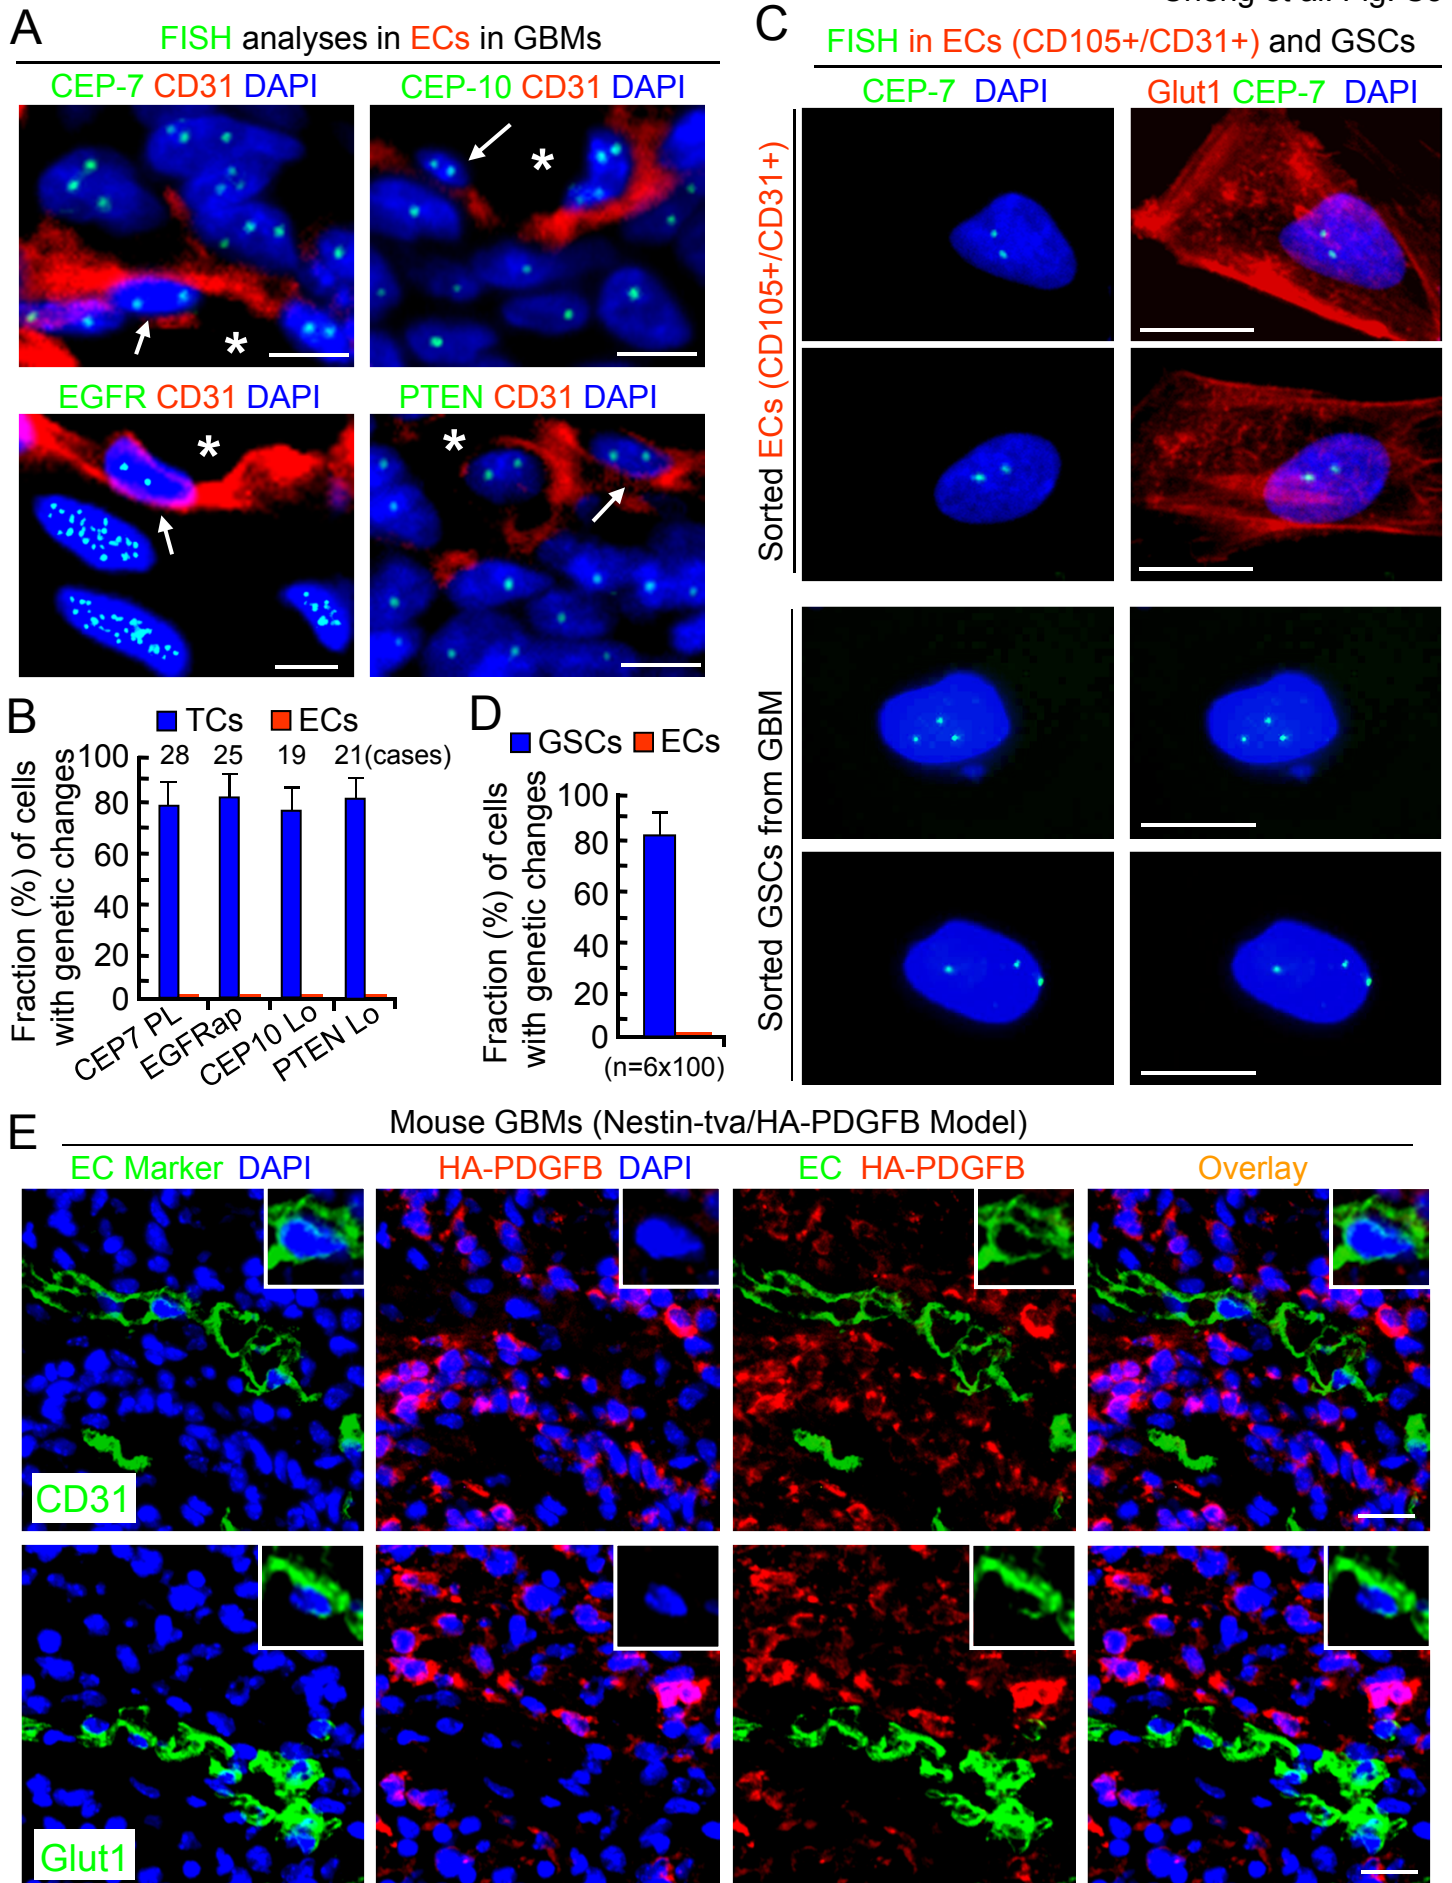 A
FISH analyses in ECs in GBMs
CEP-7 CD31 DAPI
CEP-10 CD31 DAPI
*
*
EGFR CD31 DAPI
PTEN CD31 DAPI
*
*
B
TCs ECs
Fraction (%) of cells
with genetic changes
100
80
60
40
20
0
28 25 19 21(cases)
CEP7 PL
EGFRap
CEP10 Lo
PTEN Lo
C
FISH in ECs (CD105+/CD31+) and GSCs
CEP-7 DAPI
Glut1 CEP-7 DAPI
Sorted ECs (CD105+/CD31+)
Sorted GSCs from GBM
D
GSCs ECs
Fraction (%) of cells
with genetic changes
100
80
60
40
20
0
(n=6x100)
E
Mouse GBMs (Nestin-tva/HA-PDGFB Model)
EC Marker DAPI
HA-PDGFB DAPI
EC HA-PDGFB
Overlay
CD31
Glut1